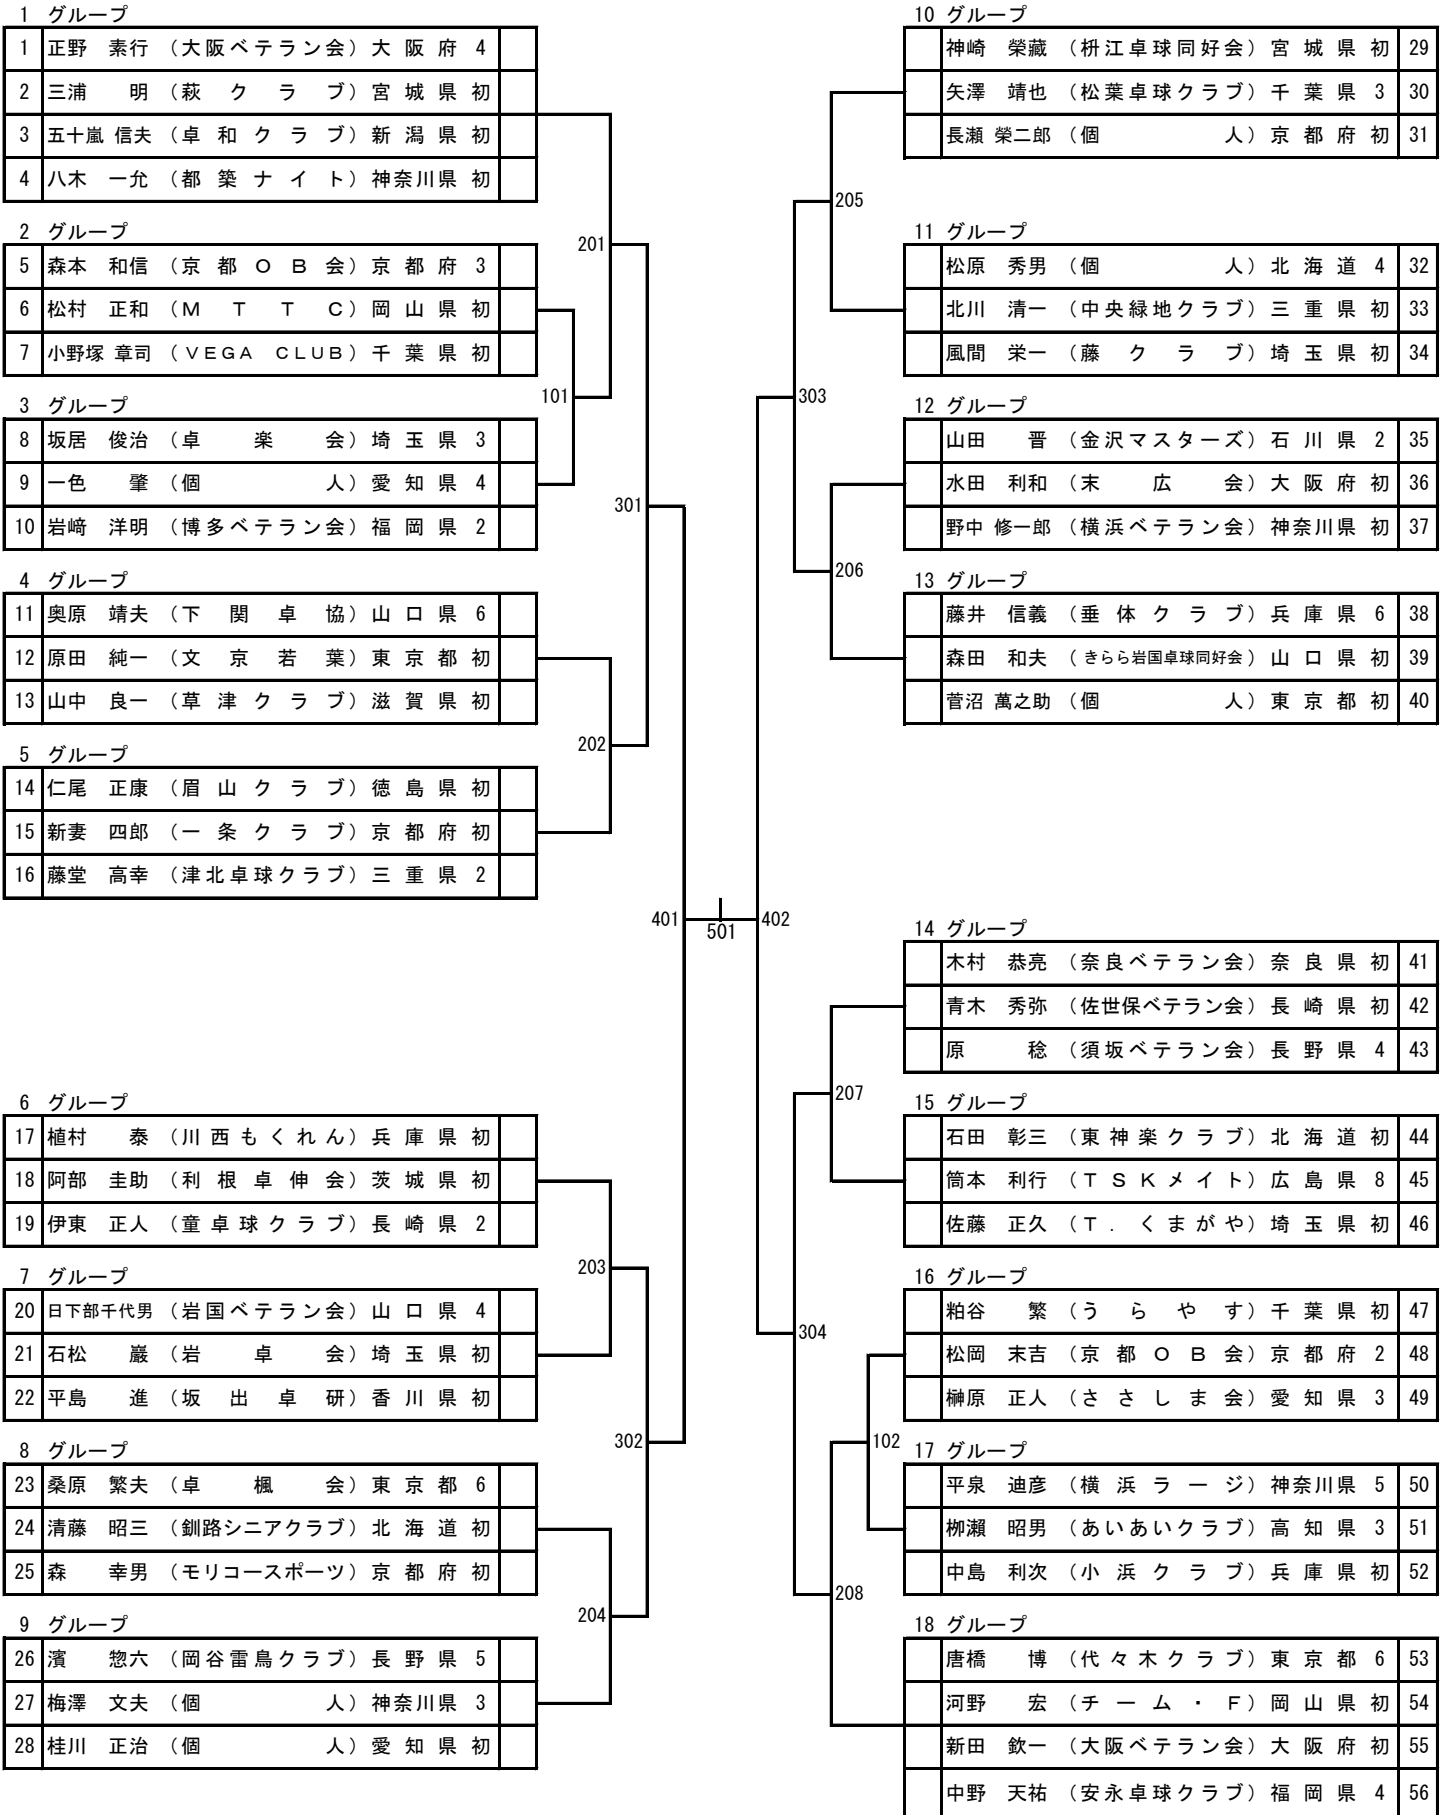 1 グループ
1 正野 素行 (大阪ベテラン会) 大阪府 4
2 三浦 明 (萩クラブ) 宮城県 初
3 五十嵐 信夫 (卓和クラブ) 新潟県 初
4 八木 一允 (都築ナイト) 神奈川県 初
2 グループ
5 森本 和信 (京都OB会) 京都府 3
6 松村 正和 (MTTC) 岡山県 初
7 小野塚 章司 (VEGA CLUB) 千葉県 初
3 グループ
8 坂居 俊治 (卓楽会) 埼玉県 3
9 一色 肇 (個人) 愛知県 4
10 岩﨑 洋明 (博多ベテラン会) 福岡県 2
4 グループ
11 奥原 靖夫 (下関卓協) 山口県 6
12 原田 純一 (文京若葉) 東京都 初
13 山中 良一 (草津クラブ) 滋賀県 初
5 グループ
14 仁尾 正康 (眉山クラブ) 徳島県 初
15 新妻 四郎 (一条クラブ) 京都府 初
16 藤堂 高幸 (津北卓球クラブ) 三重県 2
6 グループ
17 植村 泰 (川西もくれん) 兵庫県 初
18 阿部 圭助 (利根卓伸会) 茨城県 初
19 伊東 正人 (童卓球クラブ) 長崎県 2
7 グループ
20 日下部千代男 (岩国ベテラン会) 山口県 4
21 石松 巖 (岩卓会) 埼玉県 初
22 平島 進 (坂出卓研) 香川県 初
8 グループ
23 桑原 繁夫 (卓楓会) 東京都 6
24 清藤 昭三 (釧路シニアクラブ) 北海道 初
25 森 幸男 (モリコースポーツ) 京都府 初
9 グループ
26 濱 惣六 (岡谷雷鳥クラブ) 長野県 5
27 梅澤 文夫 (個人) 神奈川県 3
28 桂川 正治 (個人) 愛知県 初
101
201
202
203
204
301
302
401
501
402
303
304
205
206
207
208
102
10 グループ
神崎 榮藏 (枡江卓球同好会) 宮城県 初 29
矢澤 靖也 (松葉卓球クラブ) 千葉県 3 30
長瀬 榮二郎 (個人) 京都府 初 31
11 グループ
松原 秀男 (個人) 北海道 4 32
北川 清一 (中央緑地クラブ) 三重県 初 33
風間 栄一 (藤クラブ) 埼玉県 初 34
12 グループ
山田 晋 (金沢マスターズ) 石川県 2 35
水田 利和 (末広会) 大阪府 初 36
野中 修一郎 (横浜ベテラン会) 神奈川県 初 37
13 グループ
藤井 信義 (垂体クラブ) 兵庫県 6 38
森田 和夫 (きらら岩国卓球同好会) 山口県 初 39
菅沼 萬之助 (個人) 東京都 初 40
14 グループ
木村 恭亮 (奈良ベテラン会) 奈良県 初 41
青木 秀弥 (佐世保ベテラン会) 長崎県 初 42
原 稔 (須坂ベテラン会) 長野県 4 43
15 グループ
石田 彰三 (東神楽クラブ) 北海道 初 44
筒本 利行 (TSKメイト) 広島県 8 45
佐藤 正久 (T.くまがや) 埼玉県 初 46
16 グループ
粕谷 繁 (うらやす) 千葉県 初 47
松岡 末吉 (京都OB会) 京都府 2 48
榊原 正人 (ささしま会) 愛知県 3 49
17 グループ
平泉 迪彦 (横浜ラージ) 神奈川県 5 50
栁瀨 昭男 (あいあいクラブ) 高知県 3 51
中島 利次 (小浜クラブ) 兵庫県 初 52
18 グループ
唐橋 博 (代々木クラブ) 東京都 6 53
河野 宏 (チーム・F) 岡山県 初 54
新田 欽一 (大阪ベテラン会) 大阪府 初 55
中野 天祐 (安永卓球クラブ) 福岡県 4 56